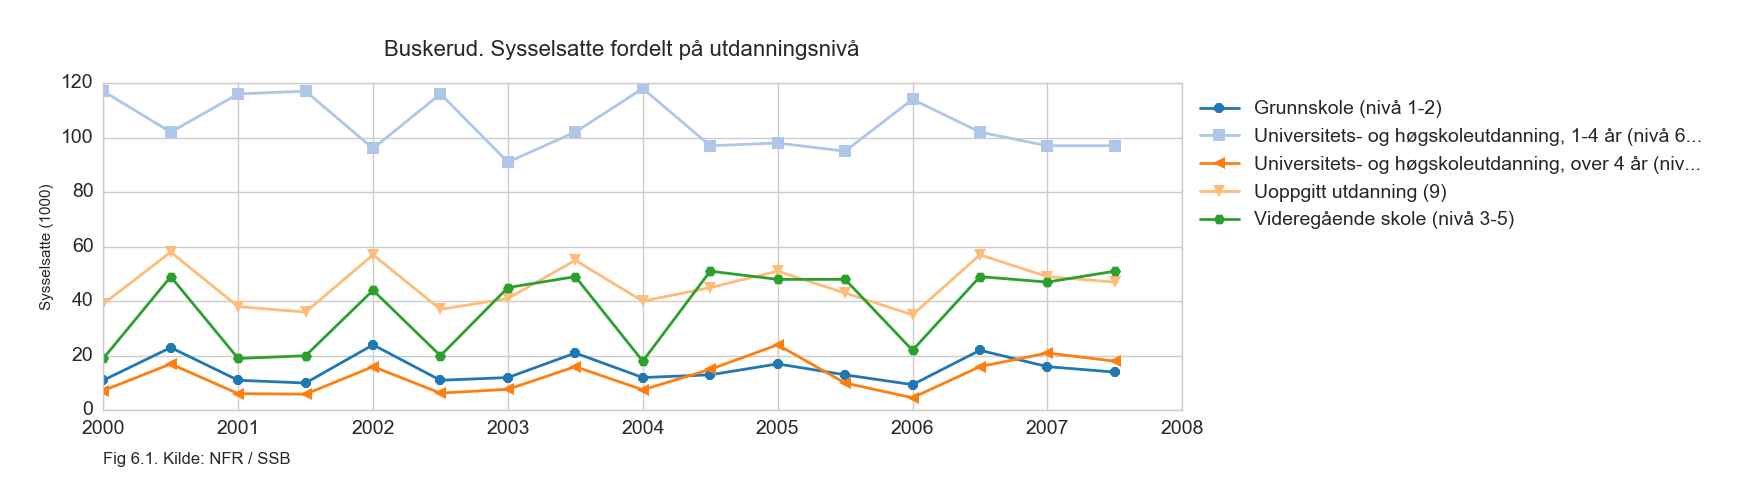 Buskerud. Sysselsatte fordelt på utdanningsnivå
Sysselsatte (1000)
120
100
80
60
40
20
0
2000 2001 2002 2003 2004 2005 2006 2007 2008
Grunnskole (nivå 1-2)
Universitets- og høgskoleutdanning, 1-4 år (nivå 6...
Universitets- og høgskoleutdanning, over 4 år (niv...
Uoppgitt utdanning (9)
Videregående skole (nivå 3-5)
Fig 6.1. Kilde: NFR / SSB